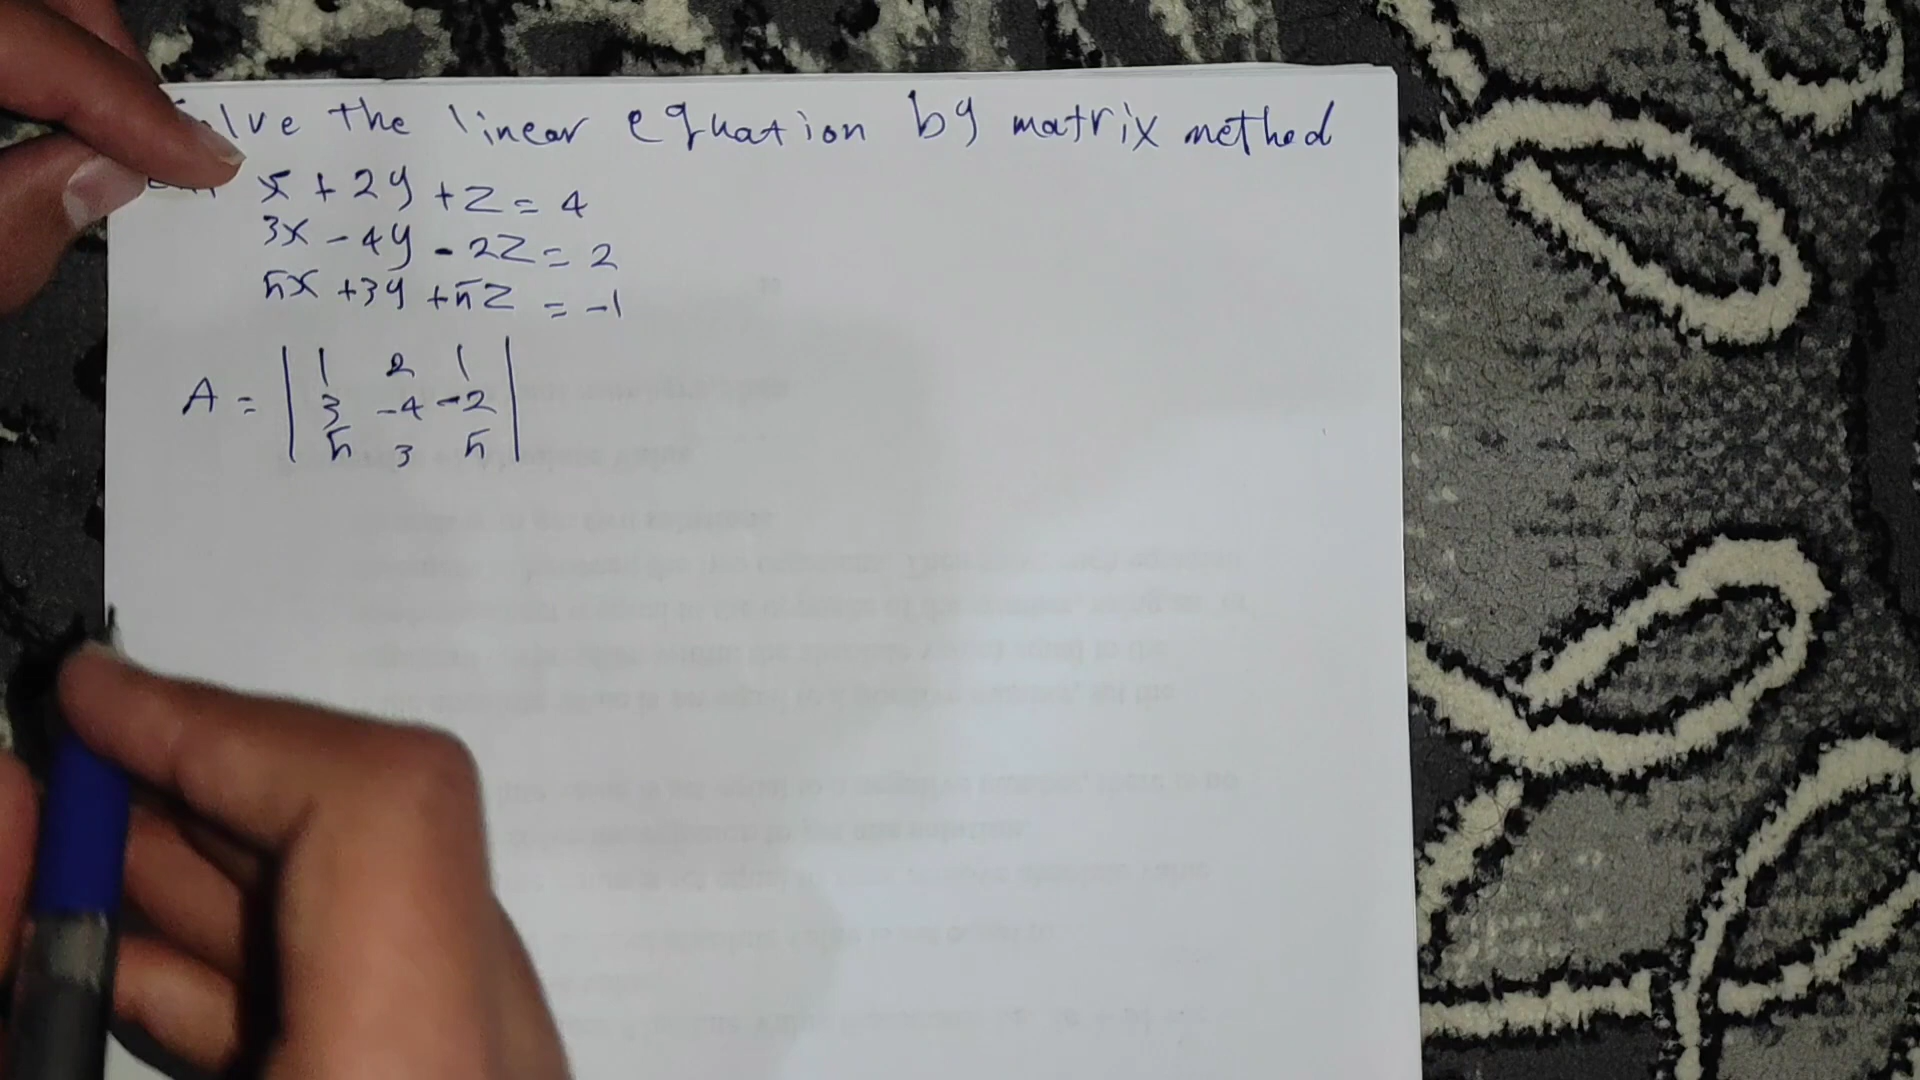 the linear equation by matrix method
x + 2y + z = 4
3x - 4y - 2z = 2
5x + 3y + 5z = -1
A = | 1 2 1 |
| 3 -4 -2 |
| 5 3 5 |